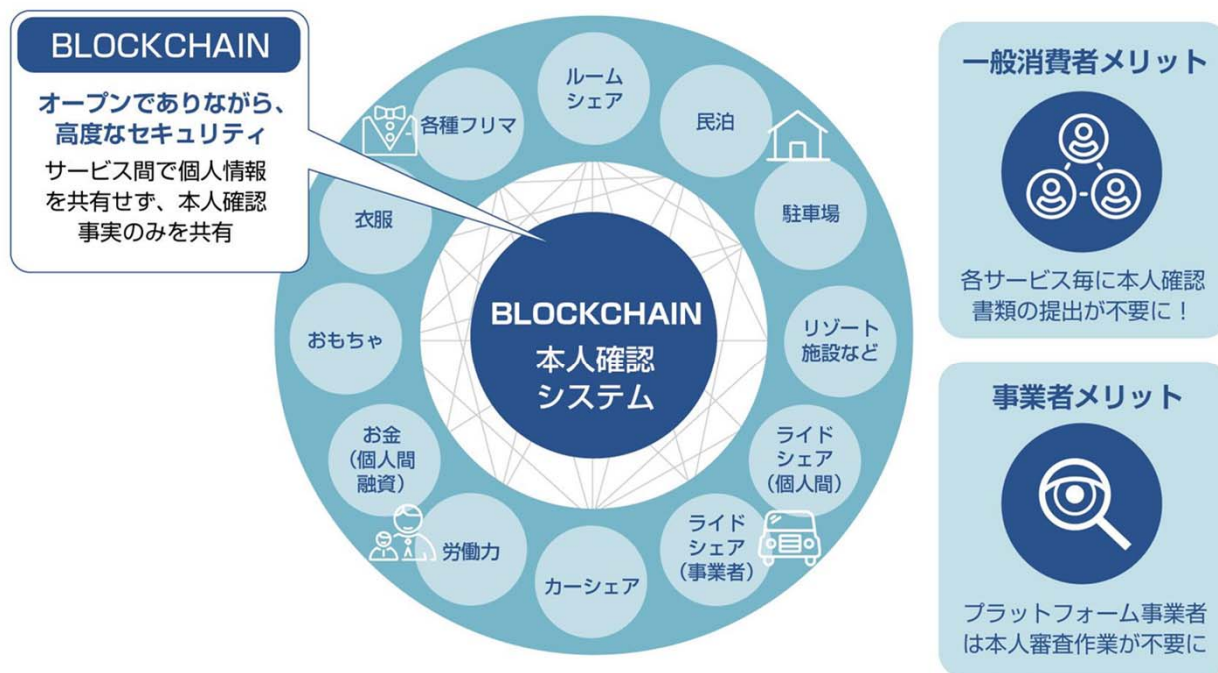 BLOCKCHAIN
オープンでありながら、
高度なセキュリティ
サービス間で個人情報
を共有せず、本人確認
事実のみを共有
ルーム
シェア
民泊
駐車場
リゾート
施設など
ライド
シェア
(個人間)
ライド
シェア
(事業者)
カーシェア
労働力
お金
(個人間
融資)
おもちゃ
衣服
各種フリマ
BLOCKCHAIN
本人確認
システム
一般消費者メリット
各サービス毎に本人確認
書類の提出が不要に！
事業者メリット
プラットフォーム事業者
は本人審査作業が不要に